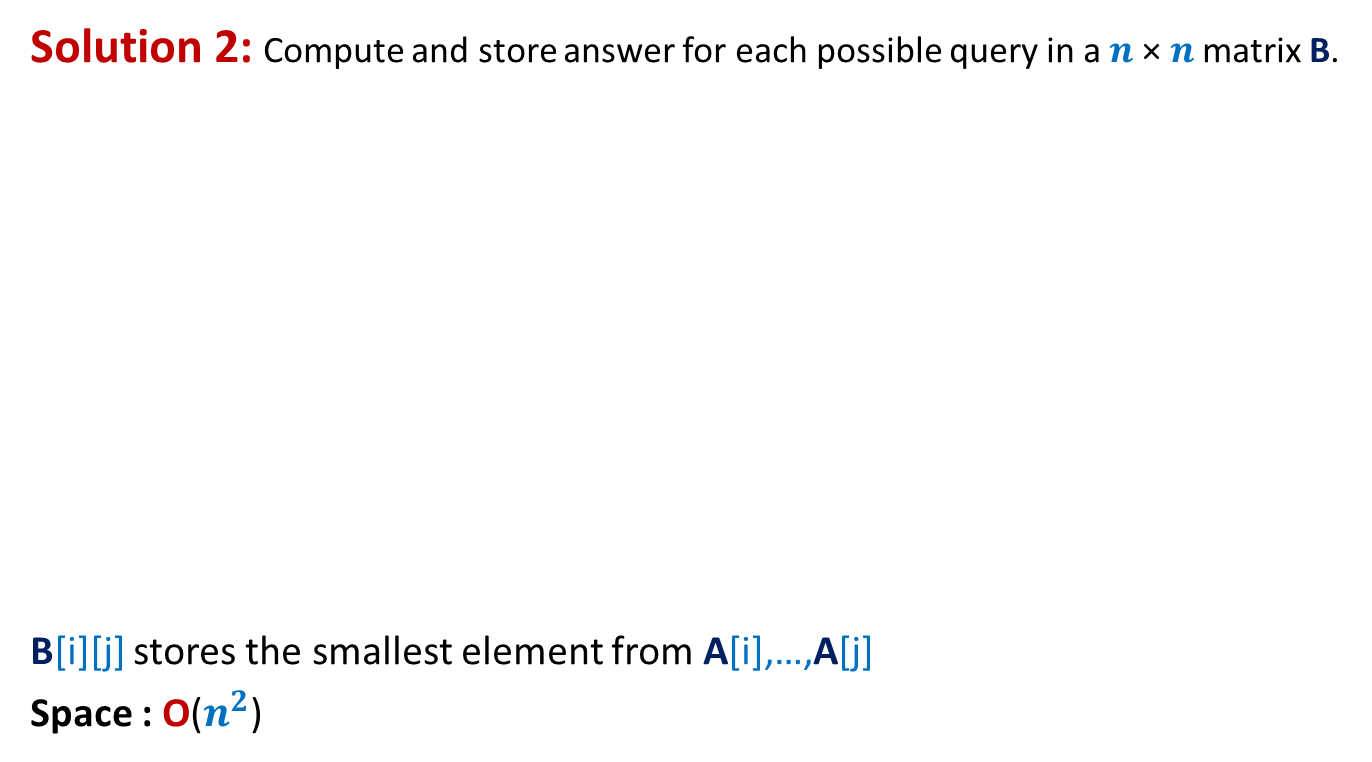 Solution 2: Compute and store answer for each possible query in a 𝒏 × 𝒏 matrix B.
B[i][j] stores the smallest element from A[i],…,A[j]
Space : O(𝒏²)